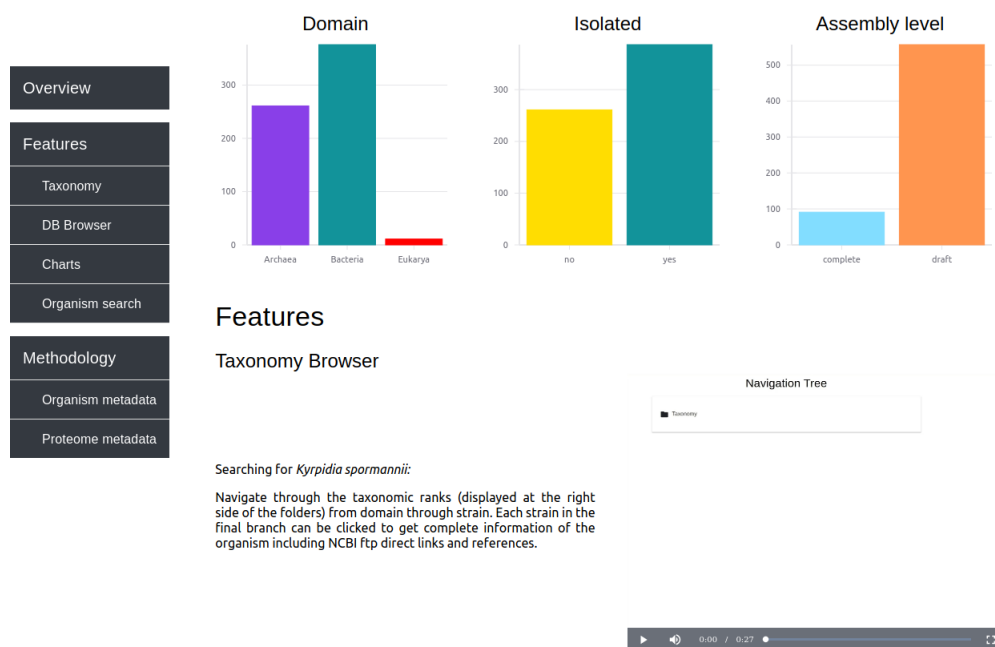 Overview
Features
Taxonomy
DB Browser
Charts
Organism search
Methodology
Organism metadata
Proteome metadata
Domain
300
200
100
0
Archaea
Bacteria
Eukarya
Isolated
300
200
100
0
no
yes
Assembly level
500
400
300
200
100
0
complete
draft
Features
Taxonomy Browser
Searching for Kyrpidia spormannii:
Navigate through the taxonomic ranks (displayed at the right
side of the folders) from domain through strain. Each strain in the
final branch can be clicked to get complete information of the
organism including NCBI ftp direct links and references.
Navigation Tree
Taxonomy
0:00 / 0:27